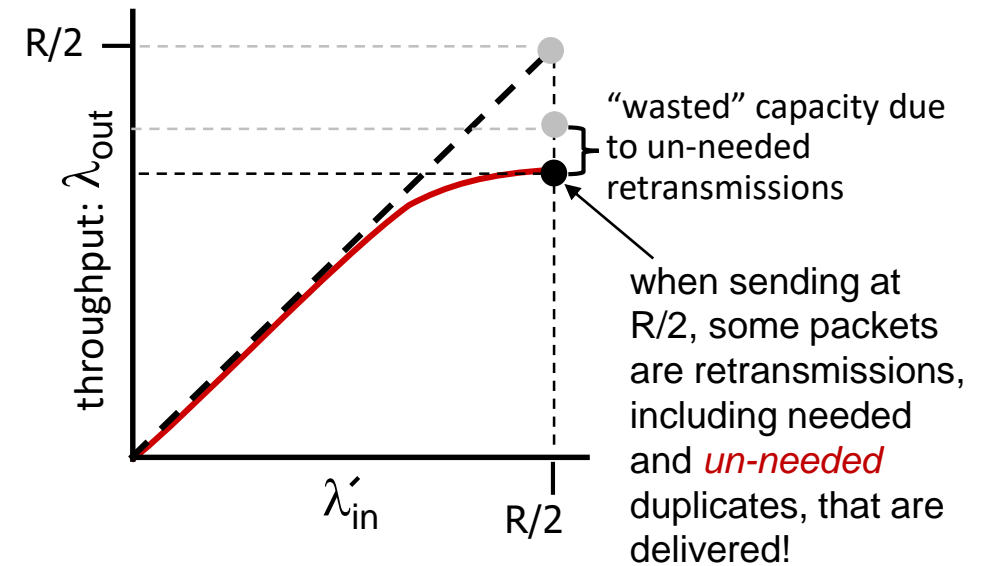 R/2
throughput: λout
“wasted” capacity due
to un-needed
retransmissions
when sending at
R/2, some packets
are retransmissions,
including needed
and un-needed
duplicates, that are
delivered!
λ′in
R/2